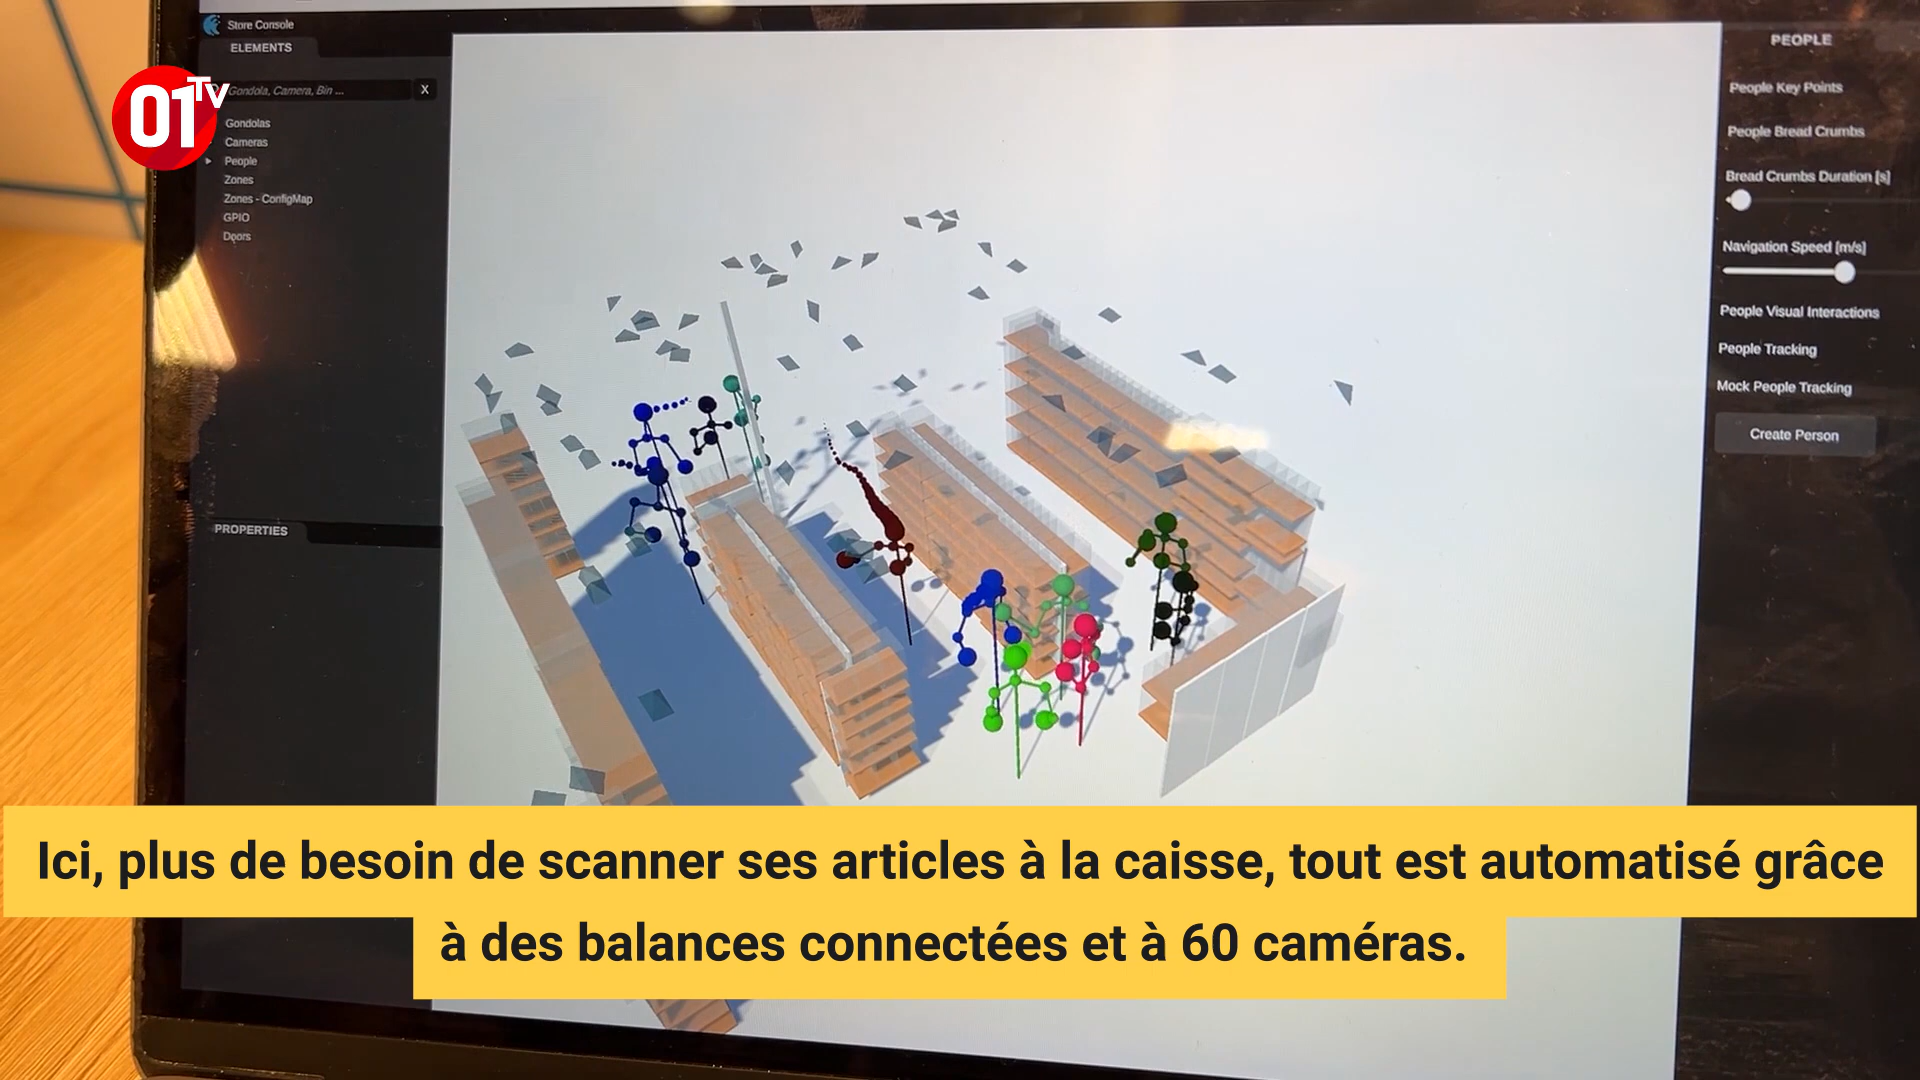 Store Console
ELEMENTS
01TV
Gondola, Camera, Bin ...
X
Gondolas
Cameras
People
Zones
Zones - ConfigMap
GPIO
Doors
PROPERTIES
PEOPLE
People Key Points
People Bread Crumbs
Bread Crumbs Duration [s]
Navigation Speed [m/s]
People Visual Interactions
People Tracking
Mock People Tracking
Create Person
Ici, plus de besoin de scanner ses articles à la caisse, tout est automatisé grâce
à des balances connectées et à 60 caméras.